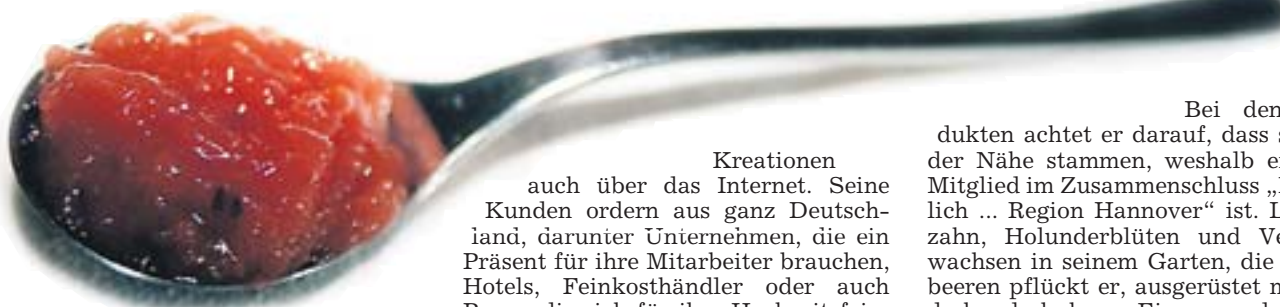 Kreationen
auch über das Internet. Seine
Kunden ordern aus ganz Deutsch-
land, darunter Unternehmen, die ein
Präsent für ihre Mitarbeiter brauchen,
Hotels, Feinkosthändler oder auch
Bei den
dukten achtet er darauf, dass
der Nähe stammen, weshalb
Mitglied im Zusammenschluss
lich ... Region Hannover“ ist.
zahn, Holunderblüten und
wachsen in seinem Garten, die
beeren pflückt er, ausgerüstet